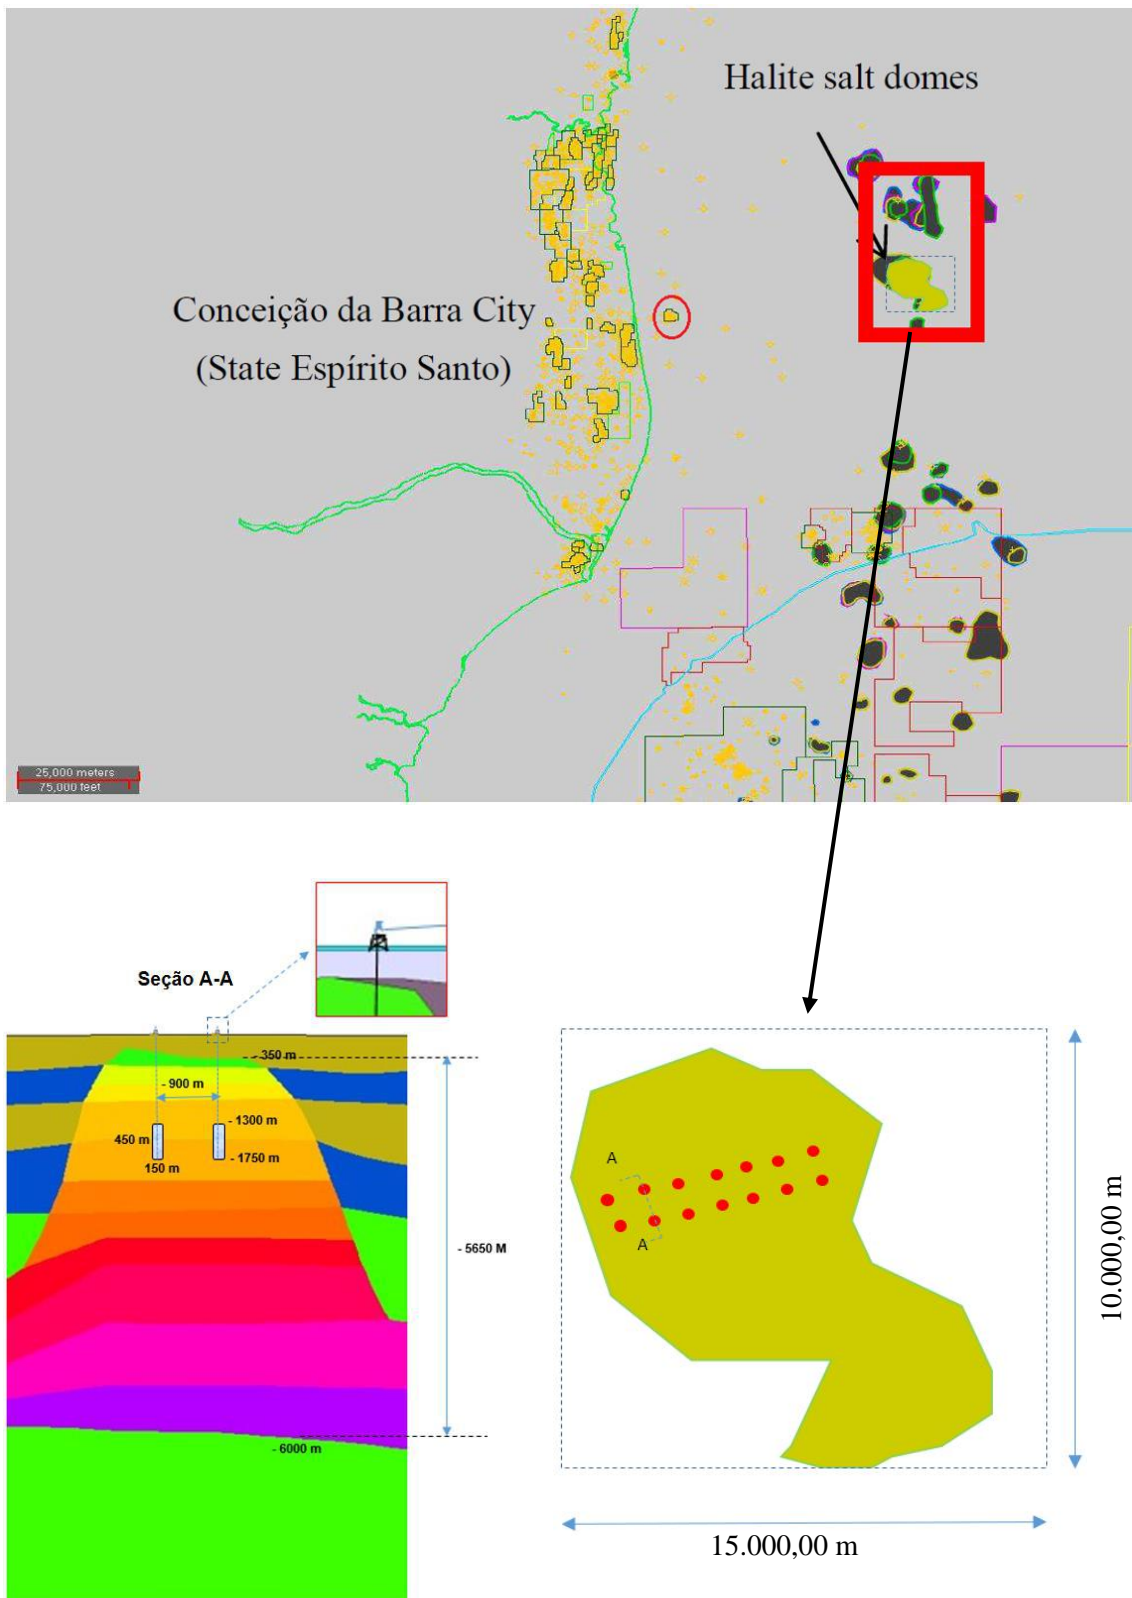 Halite salt domes
Conceição da Barra City
(State Espírito Santo)
25,000 meters
75,000 feet
Seção A-A
- 350 m
- 900 m
- 1300 m
450 m
- 1750 m
150 m
- 5650 M
- 6000 m
A
A
10.000,00 m
15.000,00 m